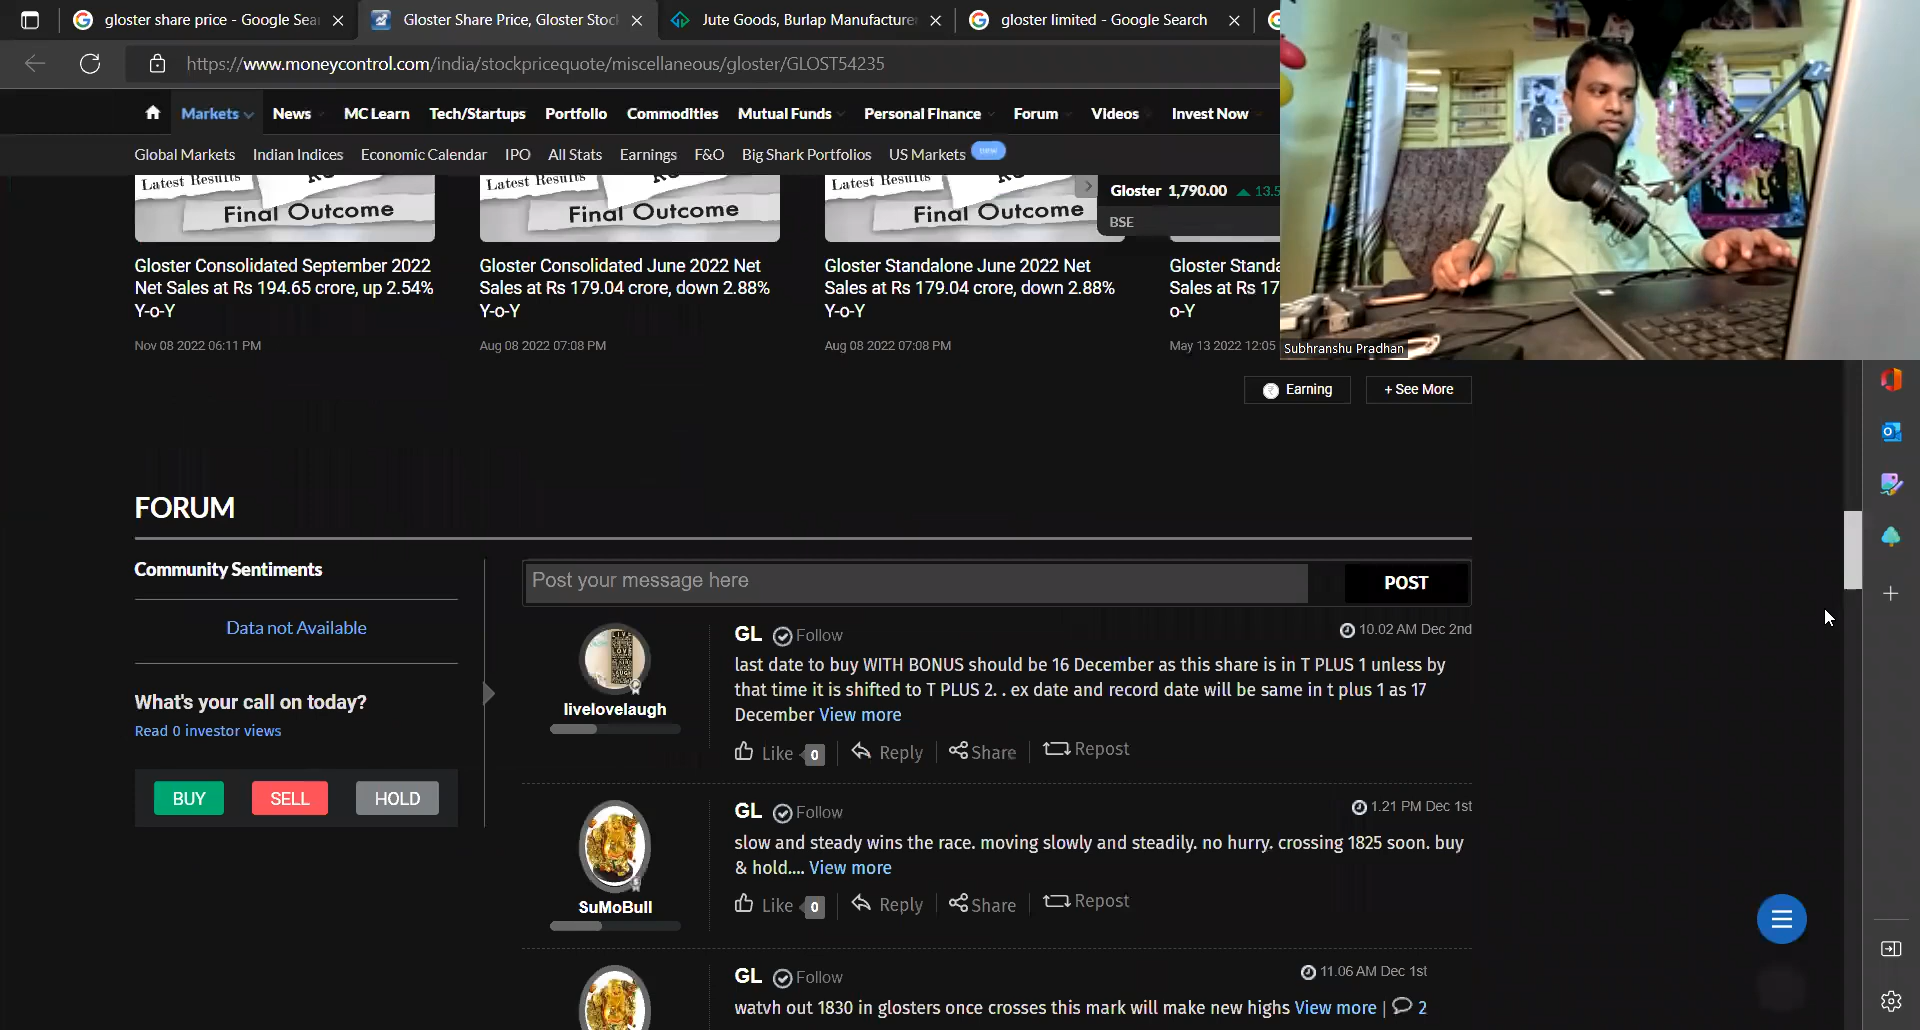 gloster share price - Google Sea
Gloster Share Price, Gloster Stoc
Jute Goods, Burlap Manufacturer
gloster limited - Google Search
https://www.moneycontrol.com/india/stockpricequote/miscellaneous/gloster/GLOST54235
Markets News MC Learn Tech/Startups Portfolio Commodities Mutual Funds Personal Finance Forum Videos Invest Now
Global Markets Indian Indices Economic Calendar IPO All Stats Earnings F&O Big Shark Portfolios US Markets new
Latest Results
Final Outcome
Latest Results
Final Outcome
Latest Results
Final Outcome
Gloster 1,790.00 13.5
BSE
Gloster Consolidated September 2022
Net Sales at Rs 194.65 crore, up 2.54%
Y-o-Y
Nov 08 2022 06:11 PM
Gloster Consolidated June 2022 Net
Sales at Rs 179.04 crore, down 2.88%
Y-o-Y
Aug 08 2022 07:08 PM
Gloster Standalone June 2022 Net
Sales at Rs 179.04 crore, down 2.88%
Y-o-Y
Aug 08 2022 07:08 PM
Gloster Standa
Sales at Rs 17
o-Y
May 13 2022 12:05
Subhranshu Pradhan
Earning
+ See More
FORUM
Community Sentiments
Data not Available
What's your call on today?
Read 0 investor views
BUY SELL HOLD
Post your message here
POST
livelovelaugh
GL Follow
10.02 AM Dec 2nd
last date to buy WITH BONUS should be 16 December as this share is in T PLUS 1 unless by
that time it is shifted to T PLUS 2. . ex date and record date will be same in t plus 1 as 17
December View more
Like 0 Reply Share Repost
SuMoBull
GL Follow
1.21 PM Dec 1st
slow and steady wins the race. moving slowly and steadily. no hurry. crossing 1825 soon. buy
& hold.... View more
Like 0 Reply Share Repost
GL Follow
11.06 AM Dec 1st
watvh out 1830 in glosters once crosses this mark will make new highs View more | 2